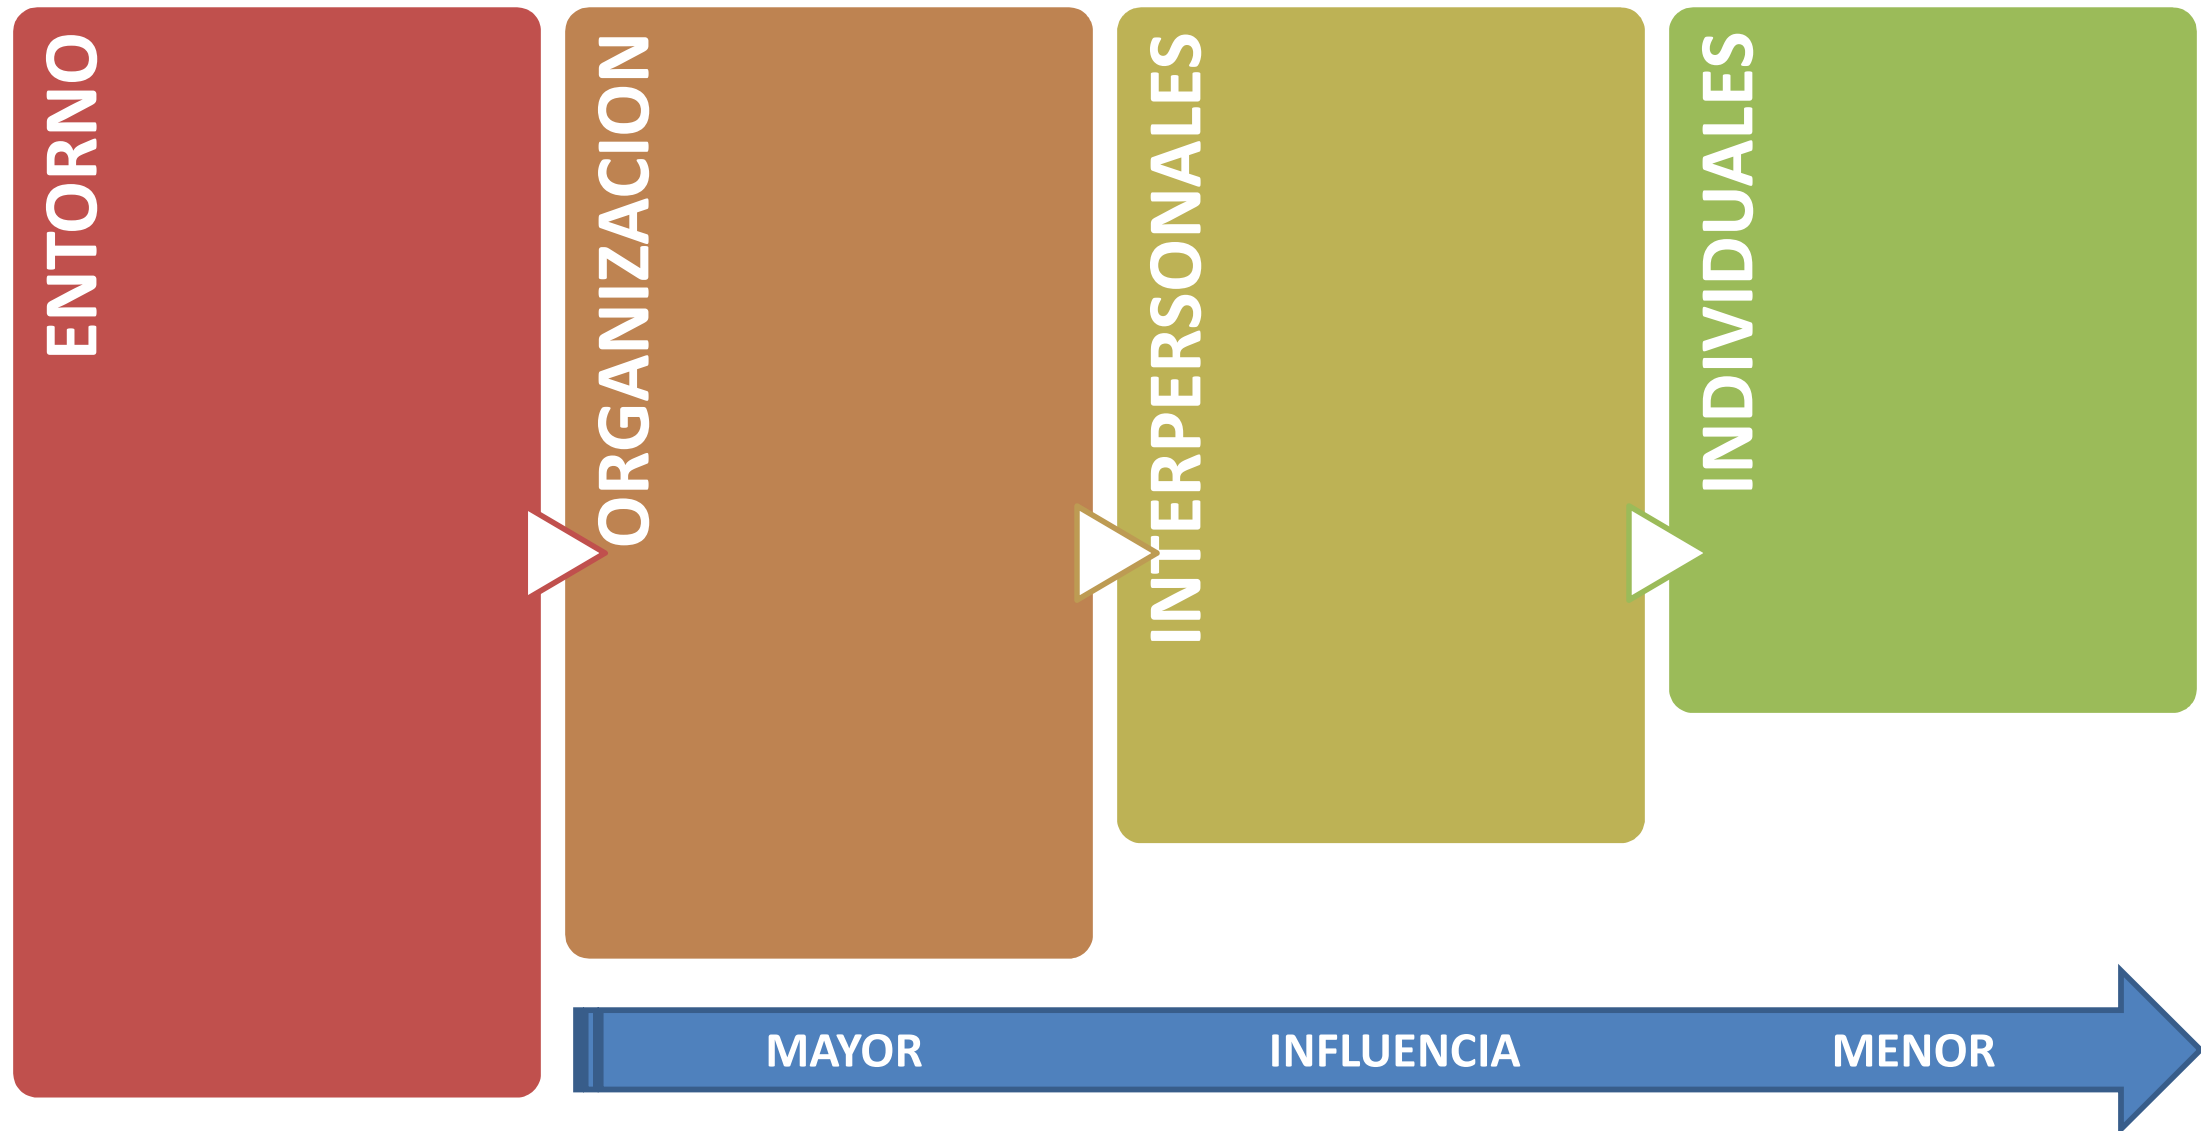 ENTORNO
ORGANIZACION
INTERPERSONALES
INDIVIDUALES
MAYOR INFLUENCIA MENOR